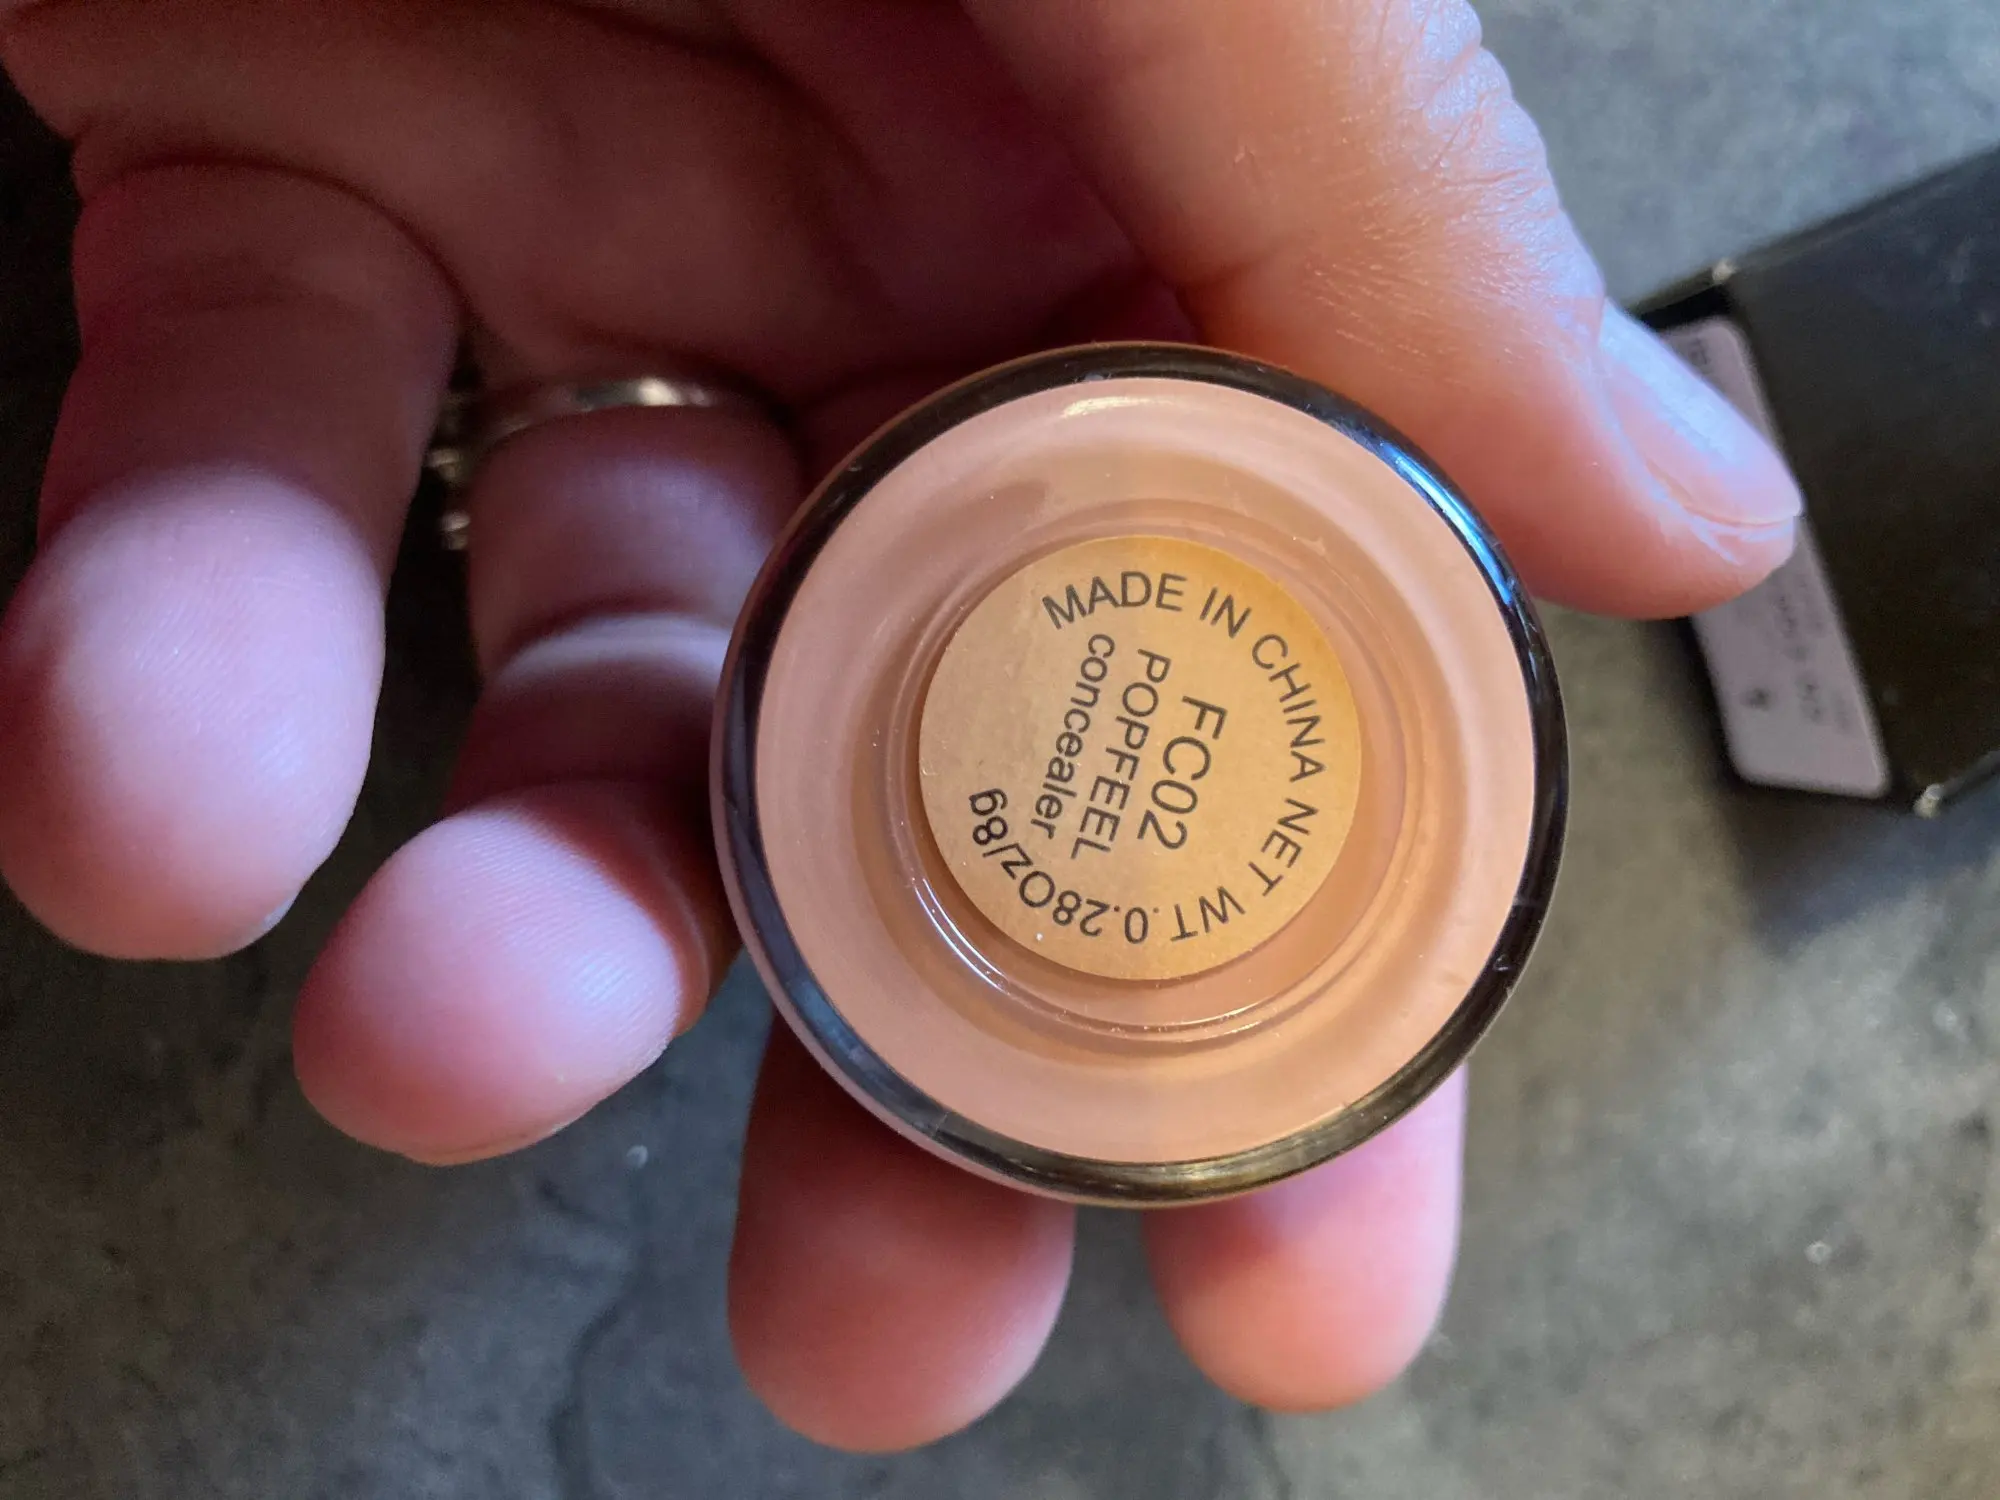 MADE IN CHINA NET WT. 0.28Oz/8g
FC02
POPFEEL
concealer